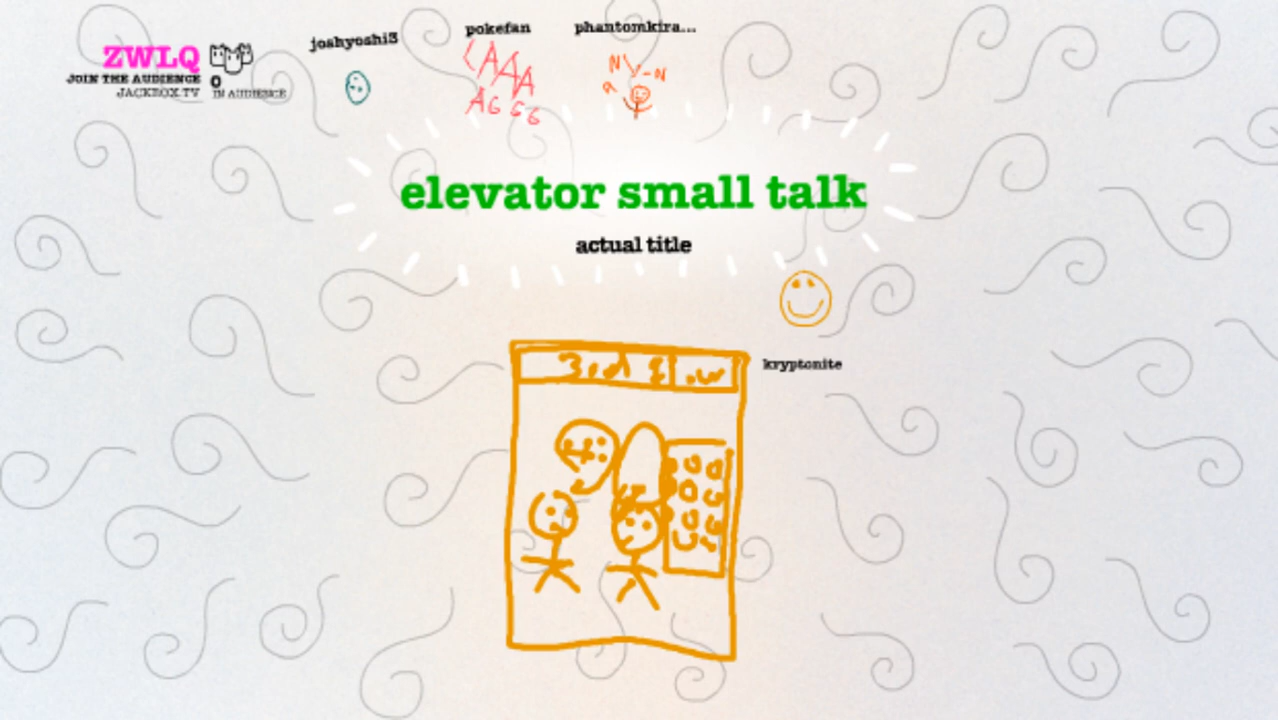 ZWLQ
JOIN THE AUDIENCE
JACKBOX.TV
0
IN AUDIENCE
joshyoshi3
pokefan
phantomkira...
elevator small talk
actual title
kryptonite